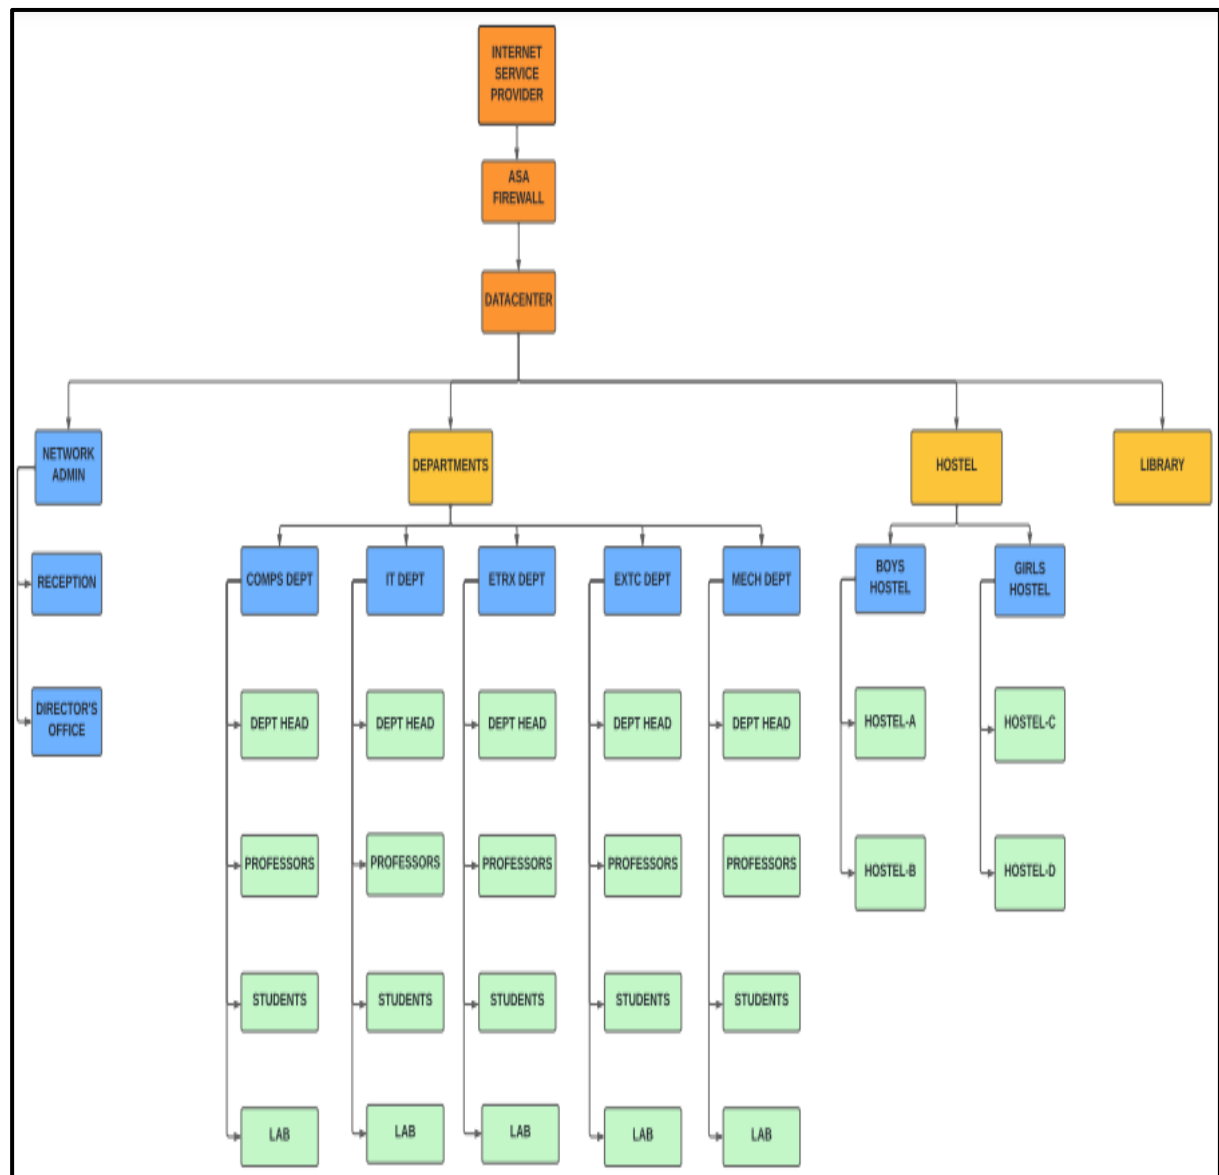 INTERNET
SERVICE
PROVIDER
ASA
FIREWALL
DATACENTER
NETWORK
ADMIN
DEPARTMENTS
HOSTEL
LIBRARY
RECEPTION
DIRECTOR'S
OFFICE
COMPS DEPT
IT DEPT
ETRX DEPT
EXTC DEPT
MECH DEPT
BOYS
HOSTEL
GIRLS
HOSTEL
DEPT HEAD
DEPT HEAD
DEPT HEAD
DEPT HEAD
DEPT HEAD
HOSTEL-A
HOSTEL-C
PROFESSORS
PROFESSORS
PROFESSORS
PROFESSORS
PROFESSORS
HOSTEL-B
HOSTEL-D
STUDENTS
STUDENTS
STUDENTS
STUDENTS
STUDENTS
LAB
LAB
LAB
LAB
LAB